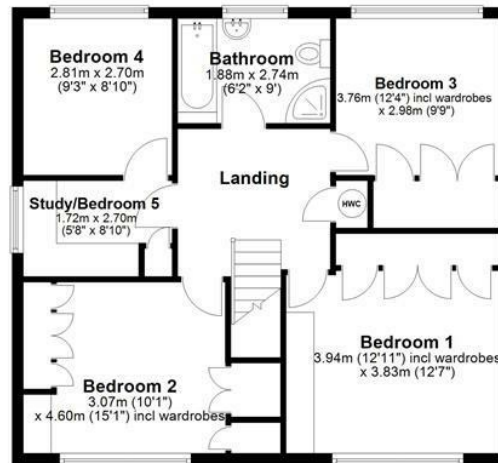 Bedroom 4
2.81m x 2.70m
(9'3" x 8'10")
Bathroom
1.88m x 2.74m
(6'2" x 9')
Bedroom 3
3.76m (12'4") incl wardrobes
x 2.98m (9'9")
Landing
HWC
Study/Bedroom 5
1.72m x 2.70m
(5'8" x 8'10")
Bedroom 1
3.94m (12'11") incl wardrobes
x 3.83m (12'7")
Bedroom 2
3.07m (10'1")
x 4.60m (15'1") incl wardrobes